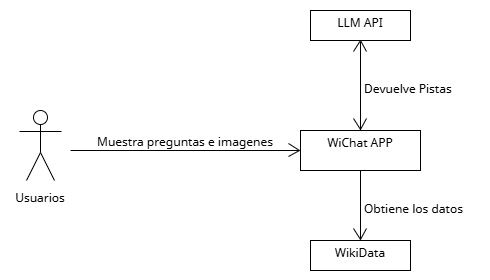 LLM API
Devuelve Pistas
Muestra preguntas e imagenes
WiChat APP
Usuarios
Obtiene los datos
WikiData